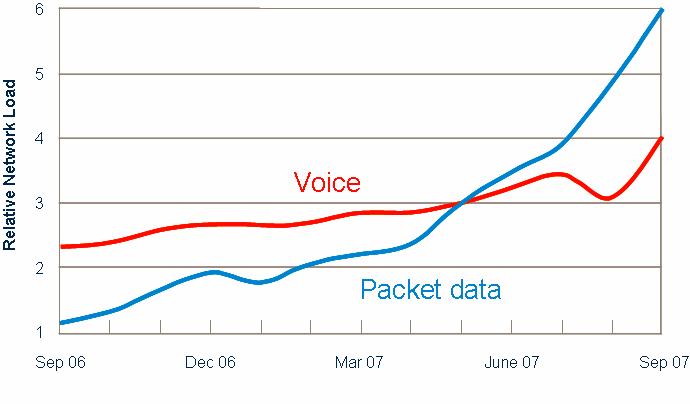 Relative Network Load
6
5
4
3
2
1
Voice
Packet data
Sep 06
Dec 06
Mar 07
June 07
Sep 07